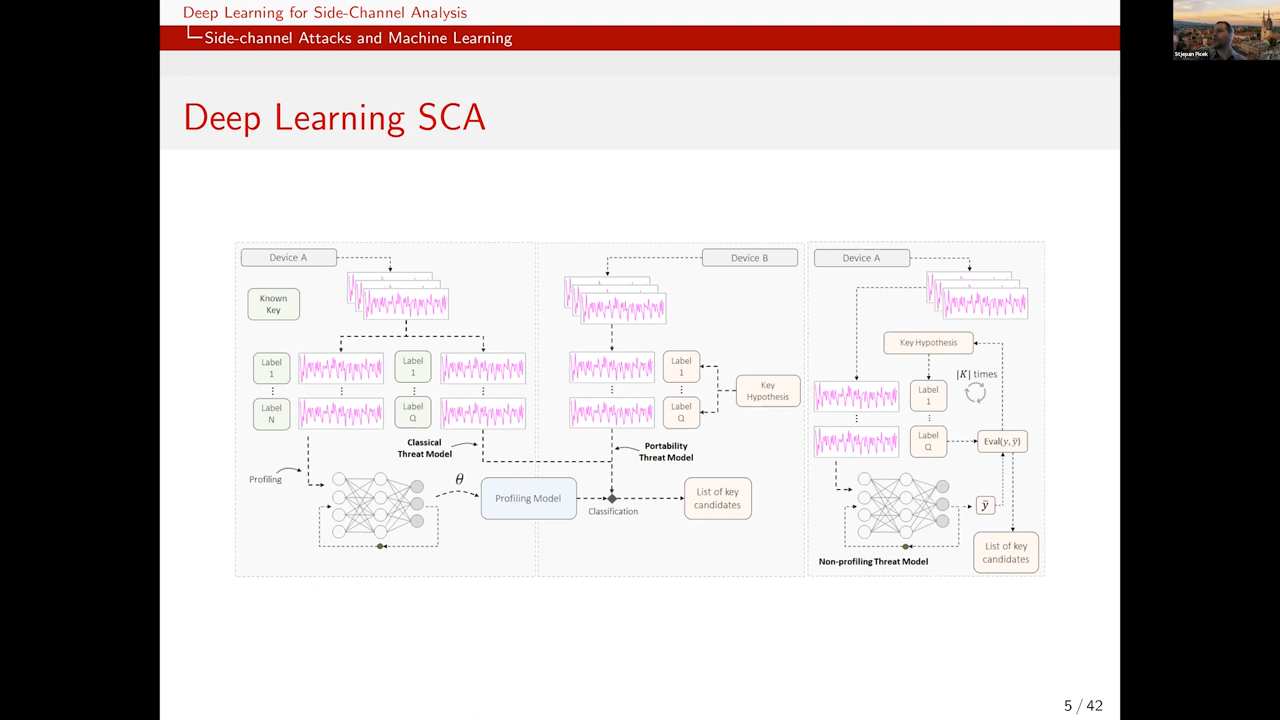 Deep Learning for Side-Channel Analysis
Side-channel Attacks and Machine Learning
Stjepan Picek
Deep Learning SCA
Device A
Known
Key
Label
1
⋮
Label
N
Label
1
⋮
Label
Q
Classical
Threat Model
Profiling
θ
Profiling Model
Device B
Label
1
⋮
Label
Q
Key
Hypothesis
Portability
Threat Model
Classification
List of key
candidates
Device A
Key Hypothesis
|K| times
Label
1
⋮
Label
Q
Eval(y, ȳ)
ȳ
Non-profiling Threat Model
List of key
candidates
5 / 42